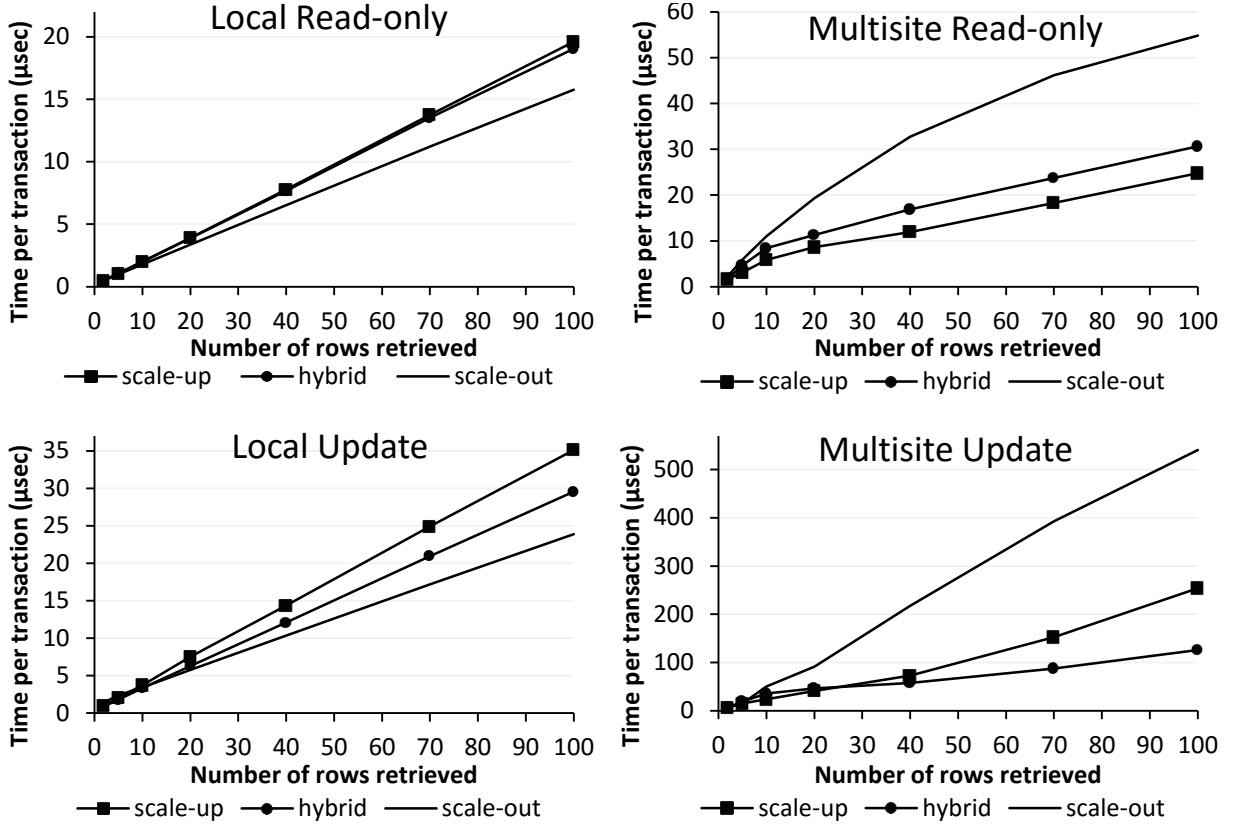 Local Read-only
Time per transaction (µsec)
20
15
10
5
0
0 10 20 30 40 50 60 70 80 90 100
Number of rows retrieved
scale-up hybrid scale-out
Multisite Read-only
Time per transaction (µsec)
60
50
40
30
20
10
0
0 10 20 30 40 50 60 70 80 90 100
Number of rows retrieved
scale-up hybrid scale-out
Local Update
Time per transaction (µsec)
35
30
25
20
15
10
5
0
0 10 20 30 40 50 60 70 80 90 100
Number of rows retrieved
scale-up hybrid scale-out
Multisite Update
Time per transaction (µsec)
500
400
300
200
100
0
0 10 20 30 40 50 60 70 80 90 100
Number of rows retrieved
scale-up hybrid scale-out